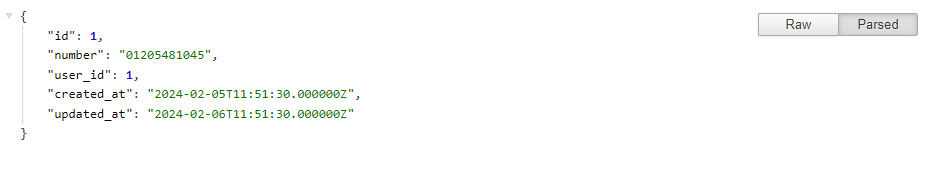 {
"id": 1,
"number": "01205481045",
"user_id": 1,
"created_at": "2024-02-05T11:51:30.000000Z",
"updated_at": "2024-02-06T11:51:30.000000Z"
}
Raw Parsed